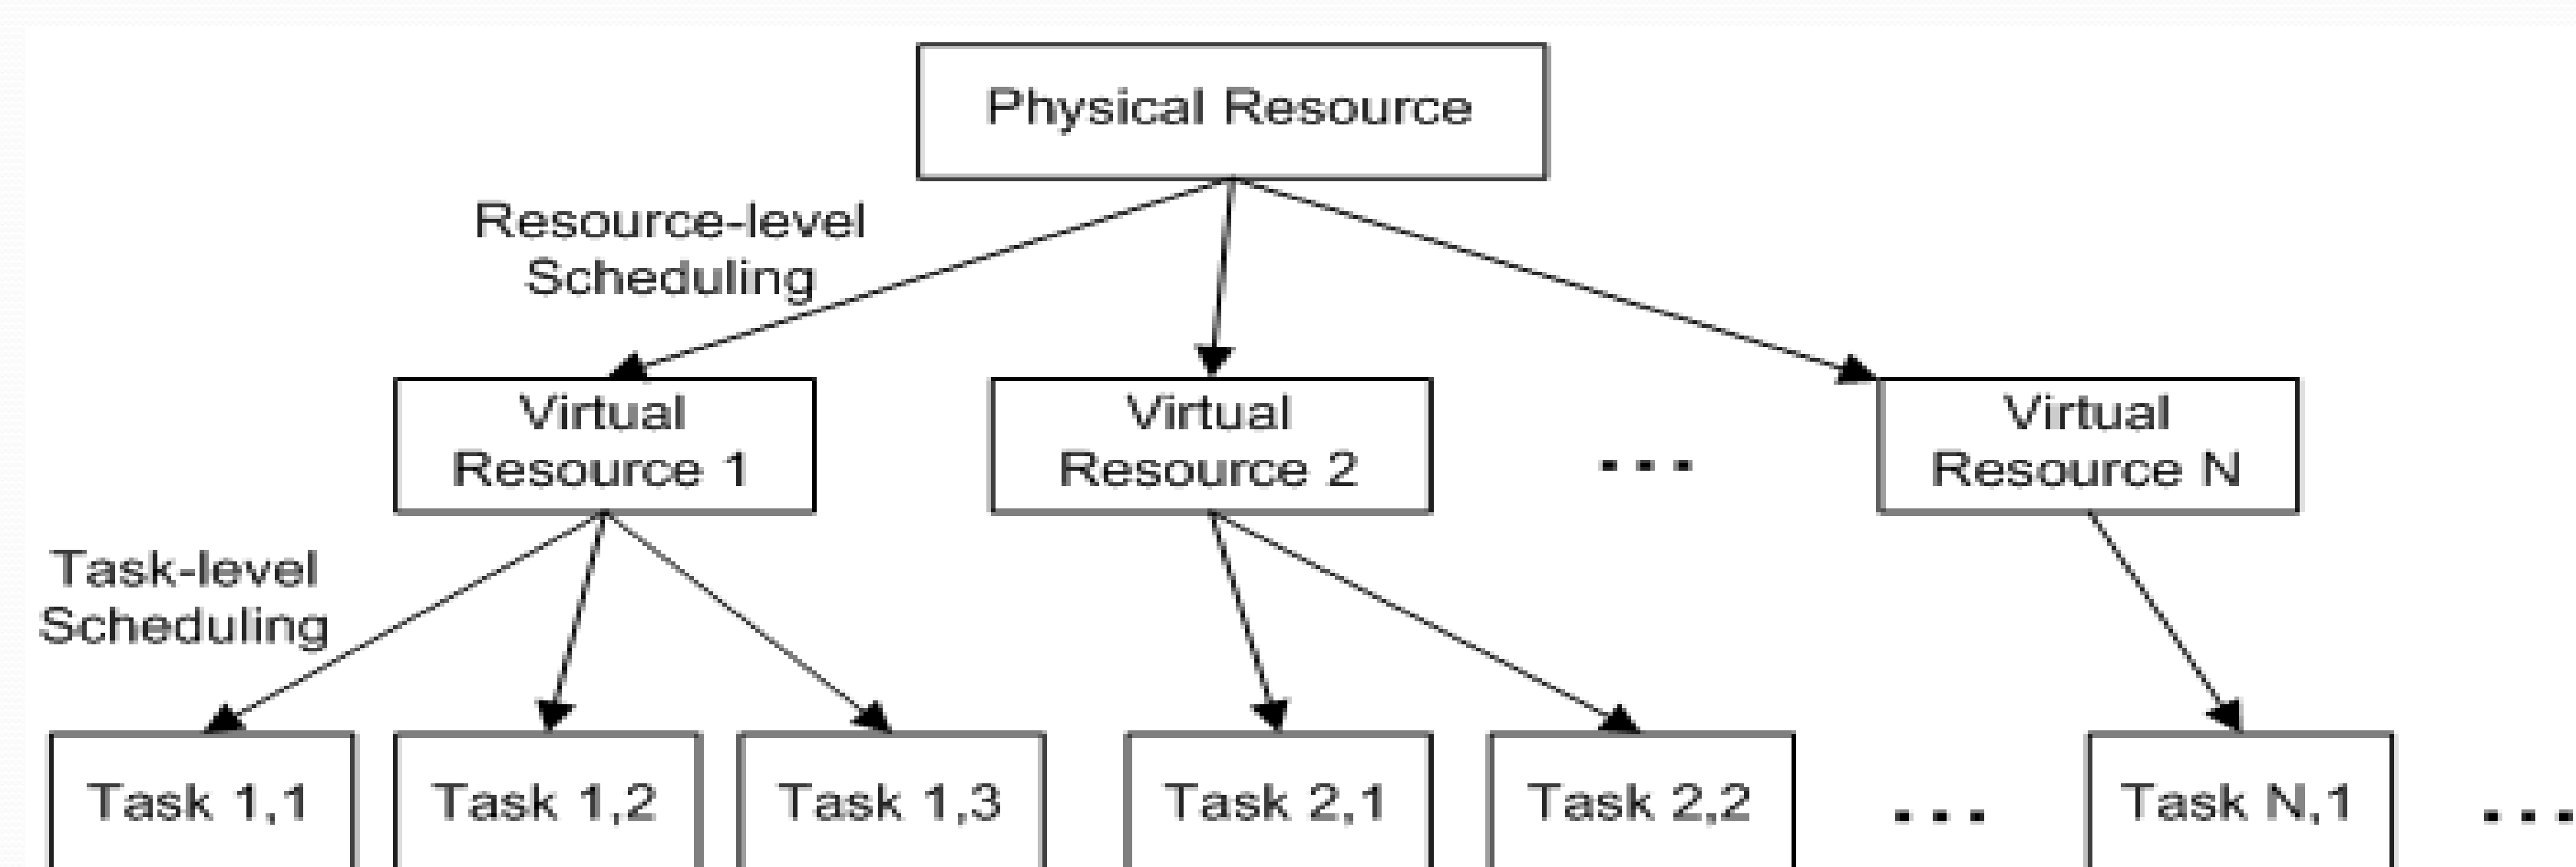 Physical Resource
Resource-level
Scheduling
Virtual
Resource 1
Virtual
Resource 2
...
Virtual
Resource N
Task-level
Scheduling
Task 1,1
Task 1,2
Task 1,3
Task 2,1
Task 2,2
...
Task N,1
...